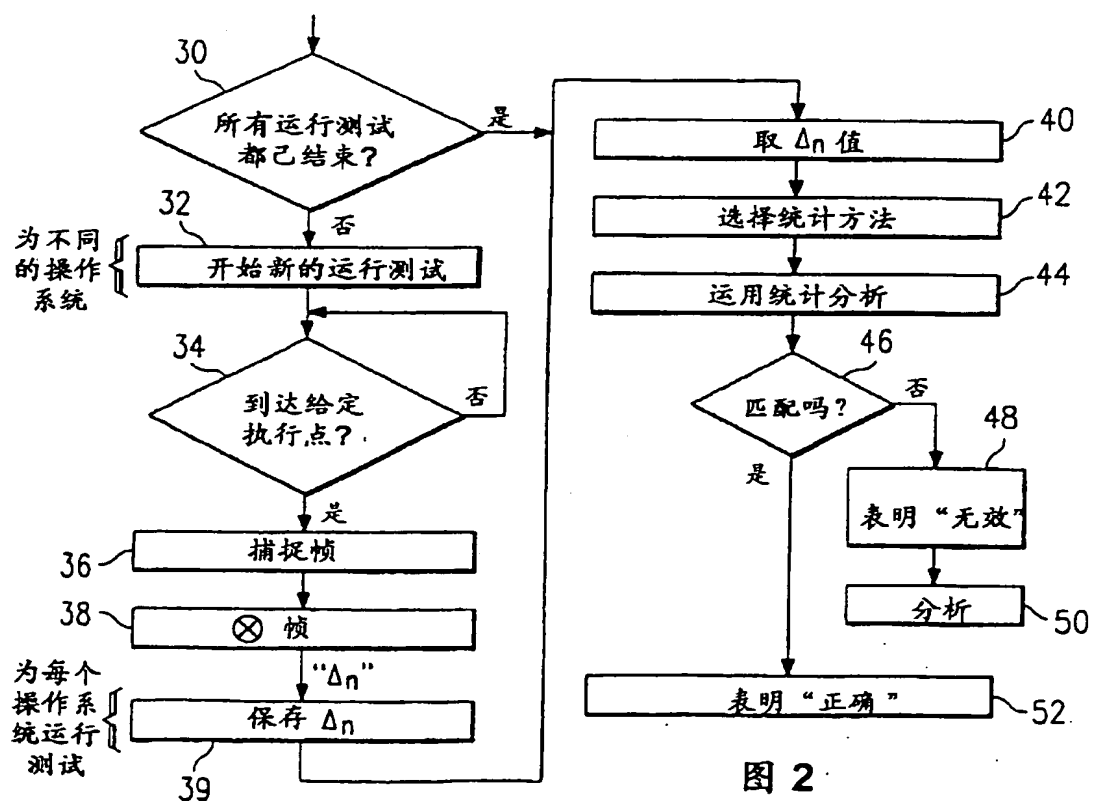 30
所有运行测试
都已结束?
是
否
32
为不同
的操作
系统
开始新的运行测试
34
到达给定
执行点?
否
是
36
捕捉帧
38
⊗ 帧
"Δn"
为每个
操作系
统运行
测试
保存 Δn
39
取 Δn 值
40
选择统计方法
42
运用统计分析
44
46
匹配吗?
否
是
48
表明“无效”
分析
50
表明“正确”
52
图 2